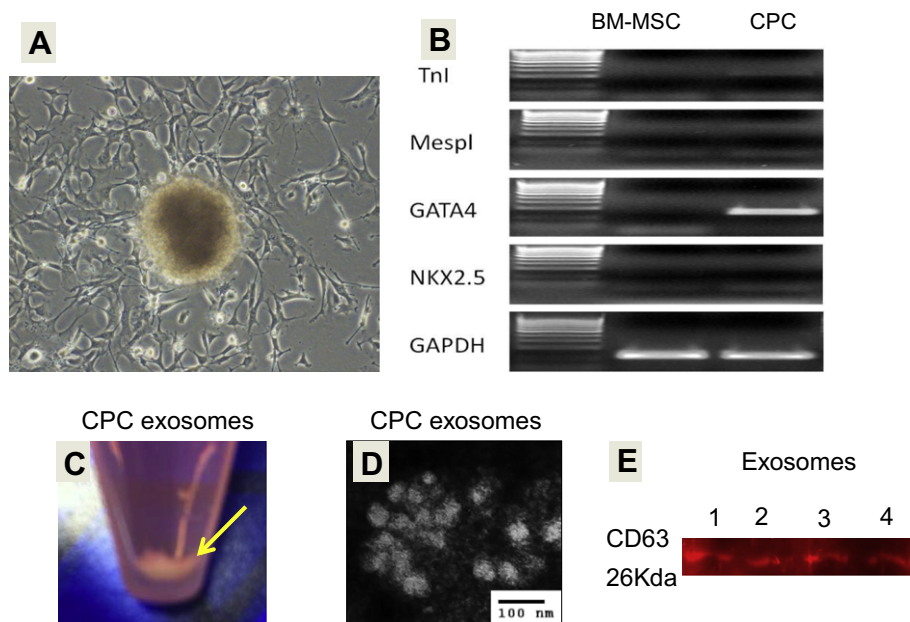 A
B
BM-MSC CPC
TnI
Mespl
GATA4
NKX2.5
GAPDH
CPC exosomes
C
CPC exosomes
D
100 nm
E
Exosomes
1 2 3 4
CD63
26Kda